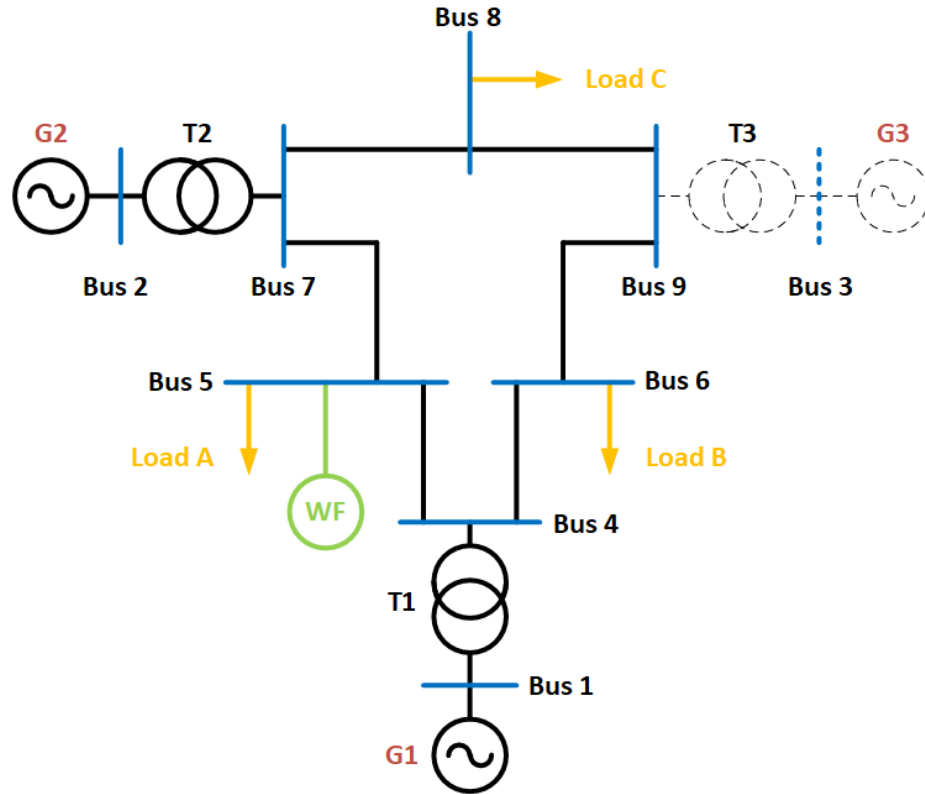 Bus 8
Load C
G2
T2
T3
G3
Bus 2
Bus 7
Bus 9
Bus 3
Bus 5
Bus 6
Load A
WF
Load B
Bus 4
T1
Bus 1
G1